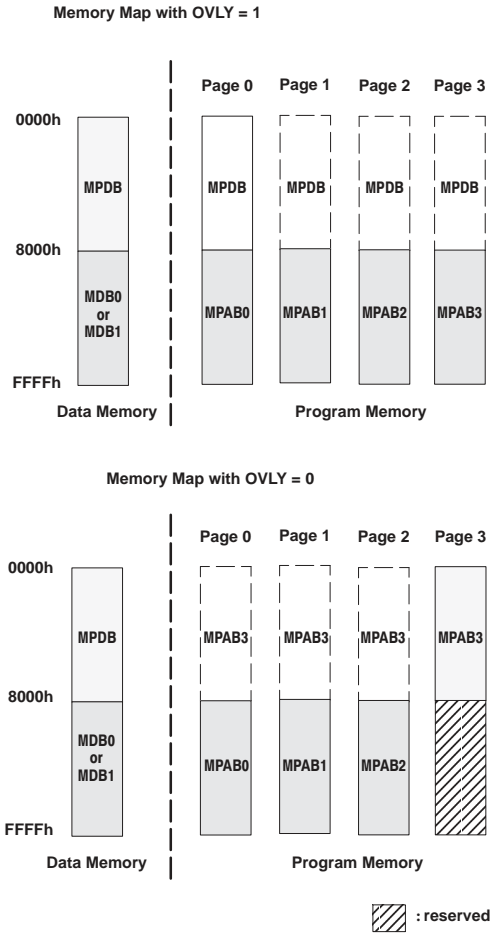 Memory Map with OVLY = 1
Page 0 Page 1 Page 2 Page 3
0000h
MPDB MPDB MPDB MPDB MPDB
8000h
MDB0
or
MDB1
MPAB0 MPAB1 MPAB2 MPAB3
FFFFh
Data Memory Program Memory
Memory Map with OVLY = 0
Page 0 Page 1 Page 2 Page 3
0000h
MPDB MPAB3 MPAB3 MPAB3 MPAB3
8000h
MDB0
or
MDB1
MPAB0 MPAB1 MPAB2
FFFFh
Data Memory Program Memory
: reserved